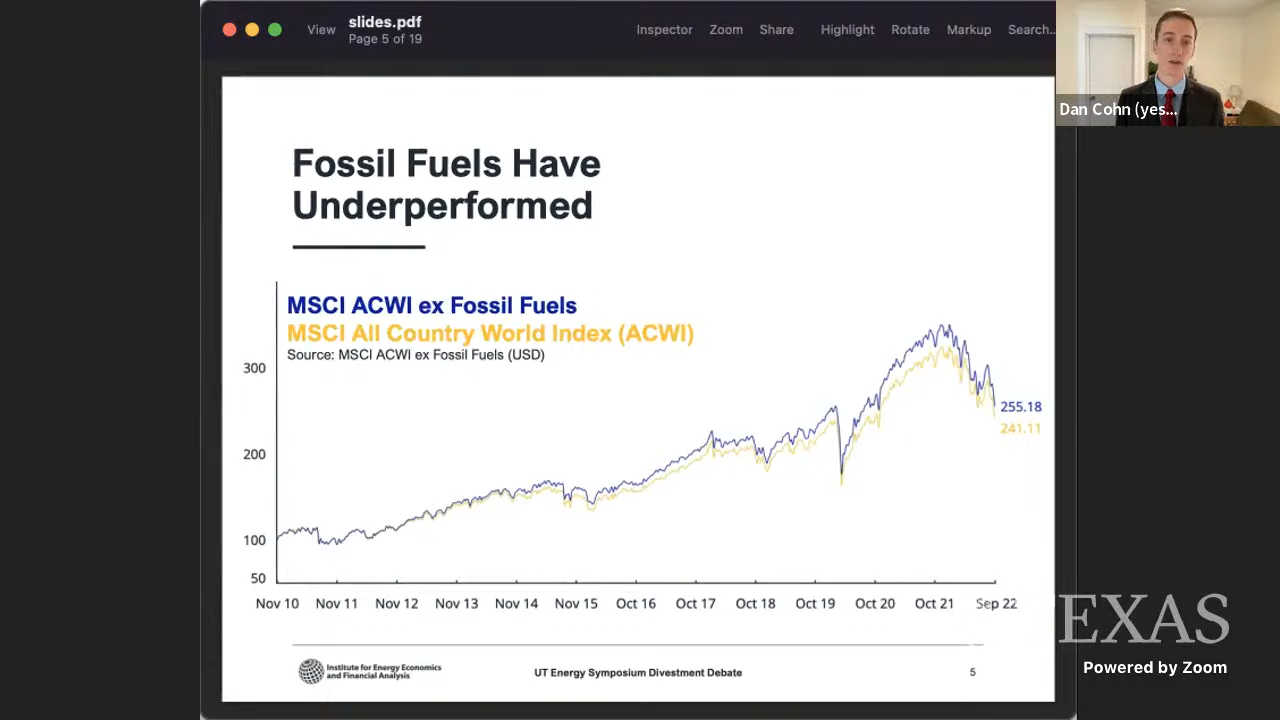 View
slides.pdf
Page 5 of 19
Inspector
Zoom
Share
Highlight
Rotate
Markup
Search...
Dan Cohn (yes...
Fossil Fuels Have
Underperformed
MSCI ACWI ex Fossil Fuels
MSCI All Country World Index (ACWI)
Source: MSCI ACWI ex Fossil Fuels (USD)
300
200
100
50
255.18
241.11
Nov 10 Nov 11 Nov 12 Nov 13 Nov 14 Nov 15 Oct 16 Oct 17 Oct 18 Oct 19 Oct 20 Oct 21 Sep 22
Institute for Energy Economics
and Financial Analysis
UT Energy Symposium Divestment Debate
5
EXAS
Powered by Zoom